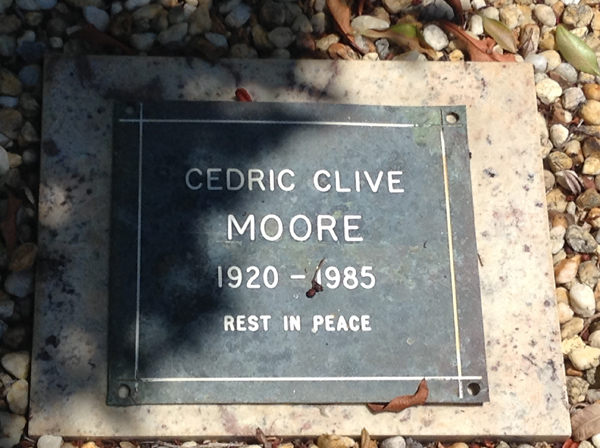 CEDRIC CLIVE
MOORE
1920 - 1985
REST IN PEACE